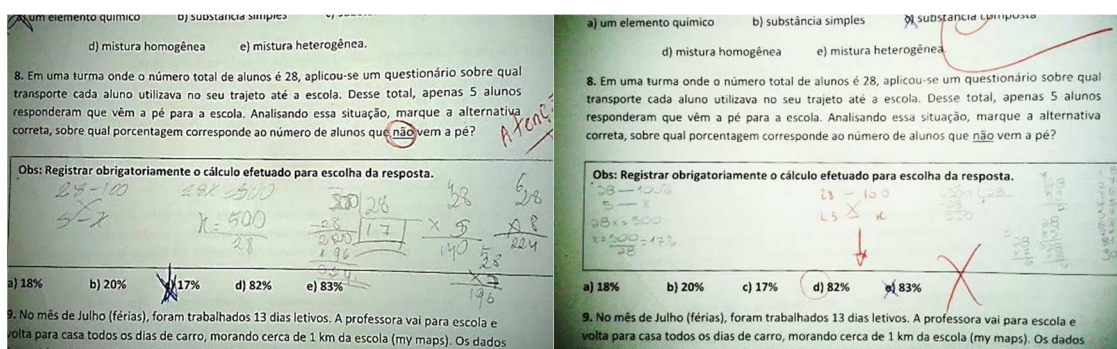 a) um elemento químico b) substância simples
d) mistura homogênea e) mistura heterogênea.
8. Em uma turma onde o número total de alunos é 28, aplicou-se um questionário sobre qual
transporte cada aluno utilizava no seu trajeto até a escola. Desse total, apenas 5 alunos
responderam que vêm a pé para a escola. Analisando essa situação, marque a alternativa
correta, sobre qual porcentagem corresponde ao número de alunos que não vem a pé?
Obs: Registrar obrigatoriamente o cálculo efetuado para escolha da resposta.
28-100 28x=500
5-x x=500
28
500 28
17
28
x 5
140
28
x 8
224
28
x7
196
a) 18% b) 20% 17% d) 82% e) 83%
9. No mês de Julho (férias), foram trabalhados 13 dias letivos. A professora vai para escola e
volta para casa todos os dias de carro, morando cerca de 1 km da escola (my maps). Os dados
a) um elemento químico b) substância simples substância composta
d) mistura homogênea e) mistura heterogênea
8. Em uma turma onde o número total de alunos é 28, aplicou-se um questionário sobre qual
transporte cada aluno utilizava no seu trajeto até a escola. Desse total, apenas 5 alunos
responderam que vêm a pé para a escola. Analisando essa situação, marque a alternativa
correta, sobre qual porcentagem corresponde ao número de alunos que não vem a pé?
Obs: Registrar obrigatoriamente o cálculo efetuado para escolha da resposta.
28 — 100%
5 — x
28x=500
x=500=17%
28
28 — 100
23 x
a) 18% b) 20% c) 17% d) 82% e) 83%
9. No mês de Julho (férias), foram trabalhados 13 dias letivos. A professora vai para escola e
volta para casa todos os dias de carro, morando cerca de 1 km da escola (my maps). Os dados